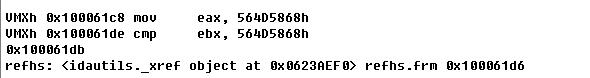 VMXh 0x100061c8 mov     eax, 564D5868h
VMXh 0x100061de cmp     ebx, 564D5868h
0x100061db
refhs: <idautils._xref object at 0x0623AEF0> refhs.frm 0x100061d6